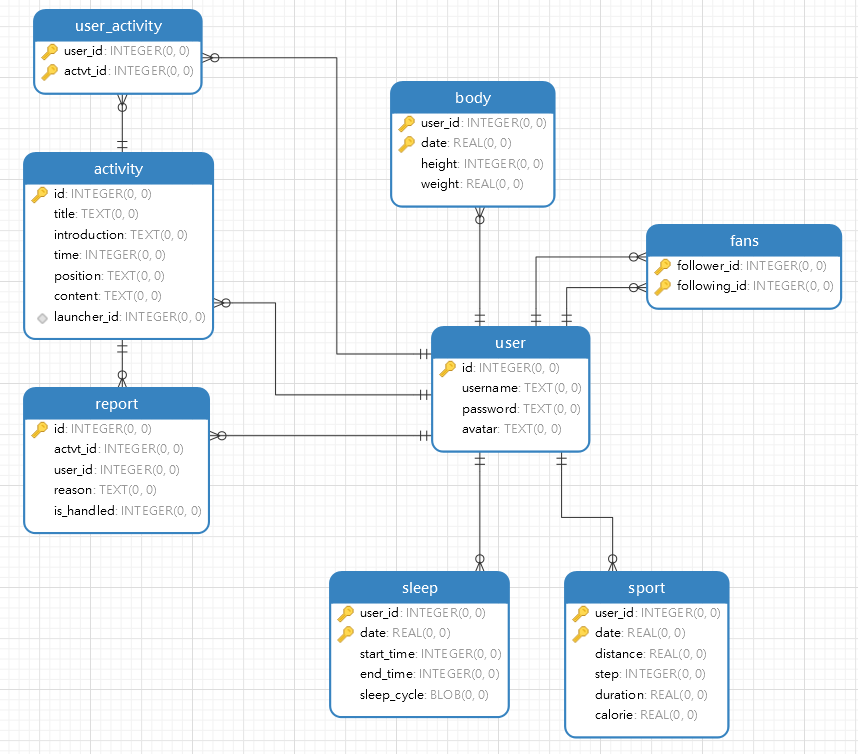 user_activity
user_id: INTEGER(0, 0)
actvt_id: INTEGER(0, 0)
activity
id: INTEGER(0, 0)
title: TEXT(0, 0)
introduction: TEXT(0, 0)
time: INTEGER(0, 0)
position: TEXT(0, 0)
content: TEXT(0, 0)
launcher_id: INTEGER(0, 0)
report
id: INTEGER(0, 0)
actvt_id: INTEGER(0, 0)
user_id: INTEGER(0, 0)
reason: TEXT(0, 0)
is_handled: INTEGER(0, 0)
body
user_id: INTEGER(0, 0)
date: REAL(0, 0)
height: INTEGER(0, 0)
weight: REAL(0, 0)
fans
follower_id: INTEGER(0, 0)
following_id: INTEGER(0, 0)
user
id: INTEGER(0, 0)
username: TEXT(0, 0)
password: TEXT(0, 0)
avatar: TEXT(0, 0)
sleep
user_id: INTEGER(0, 0)
date: REAL(0, 0)
start_time: INTEGER(0, 0)
end_time: INTEGER(0, 0)
sleep_cycle: BLOB(0, 0)
sport
user_id: INTEGER(0, 0)
date: REAL(0, 0)
distance: REAL(0, 0)
step: INTEGER(0, 0)
duration: REAL(0, 0)
calorie: REAL(0, 0)